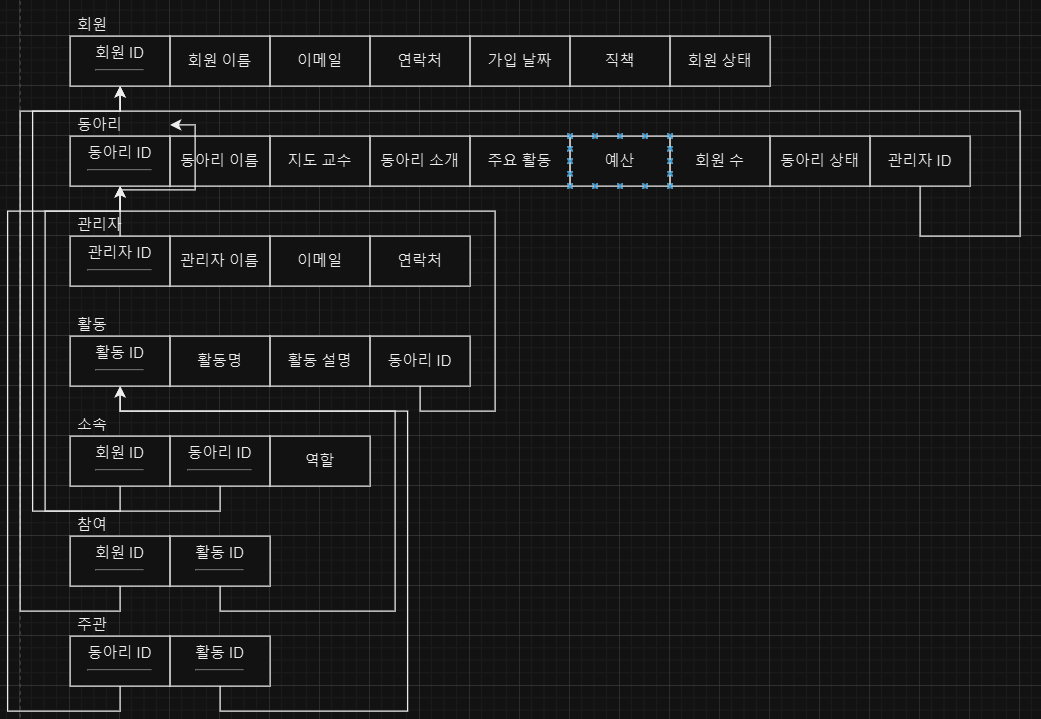 회원
회원 ID 회원 이름 이메일 연락처 가입 날짜 직책 회원 상태
동아리
동아리 ID 동아리 이름 지도 교수 동아리 소개 주요 활동 예산 회원 수 동아리 상태 관리자 ID
관리자
관리자 ID 관리자 이름 이메일 연락처
활동
활동 ID 활동명 활동 설명 동아리 ID
소속
회원 ID 동아리 ID 역할
참여
회원 ID 활동 ID
주관
동아리 ID 활동 ID